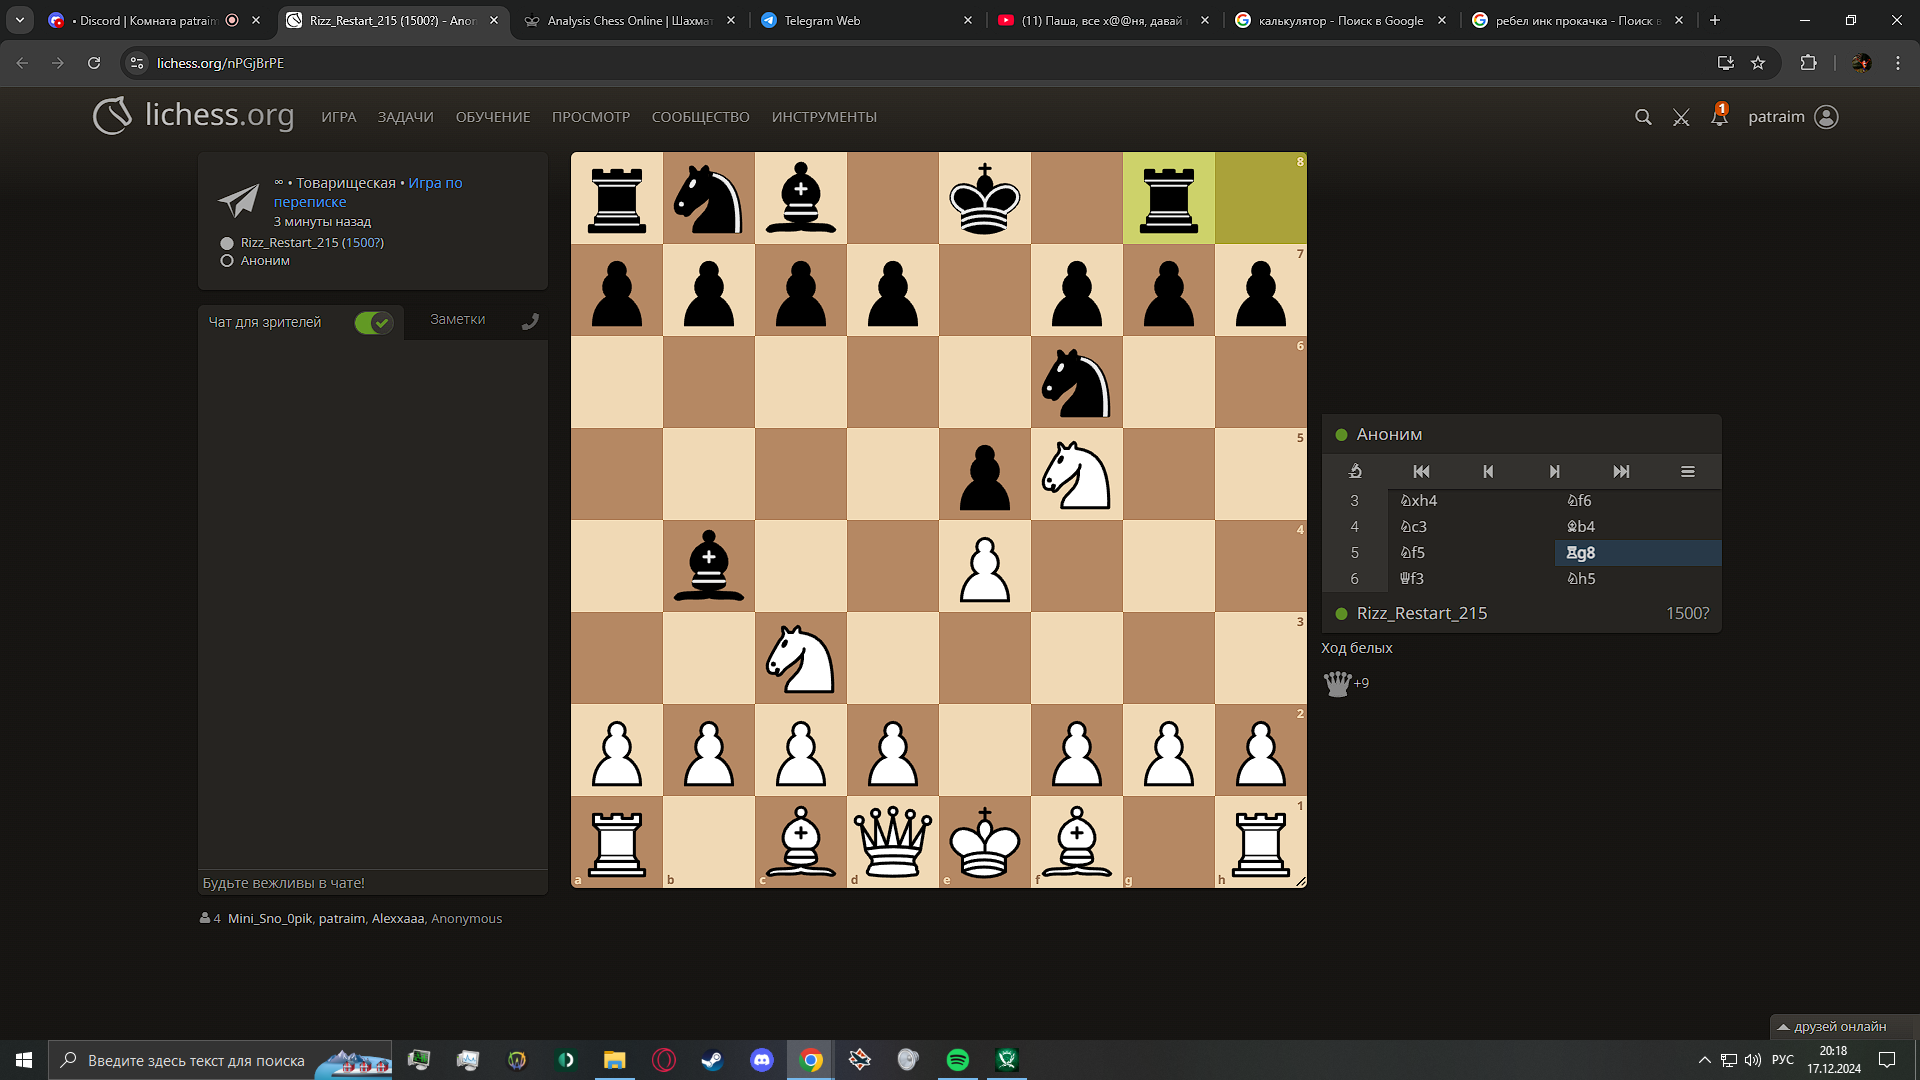 • Discord | Комната patraim
Rizz_Restart_215 (1500?) - Анон
Analysis Chess Online | Шахмат
Telegram Web
(11) Паша, все х@@ня, давай
калькулятор - Поиск в Google
ребел инк прокачка - Поиск в
lichess.org/nPGjBrPE
lichess.org
ИГРА
ЗАДАЧИ
ОБУЧЕНИЕ
ПРОСМОТР
СООБЩЕСТВО
ИНСТРУМЕНТЫ
1
patraim
∞ • Товарищеская • Игра по
переписке
3 минуты назад
Rizz_Restart_215 (1500?)
Аноним
Чат для зрителей
Заметки
Будьте вежливы в чате!
4 Mini_Sno_0pik, patraim, Alexxaaa, Anonymous
8
7
6
5
4
3
2
1
a b c d e f g h
Аноним
3 ♘xh4 ♘f6
4 ♘c3 ♗b4
5 ♘f5 ♖g8
6 ♕f3 ♘h5
Rizz_Restart_215 1500?
Ход белых
+9
друзей онлайн
Введите здесь текст для поиска
РУС
20:18
17.12.2024